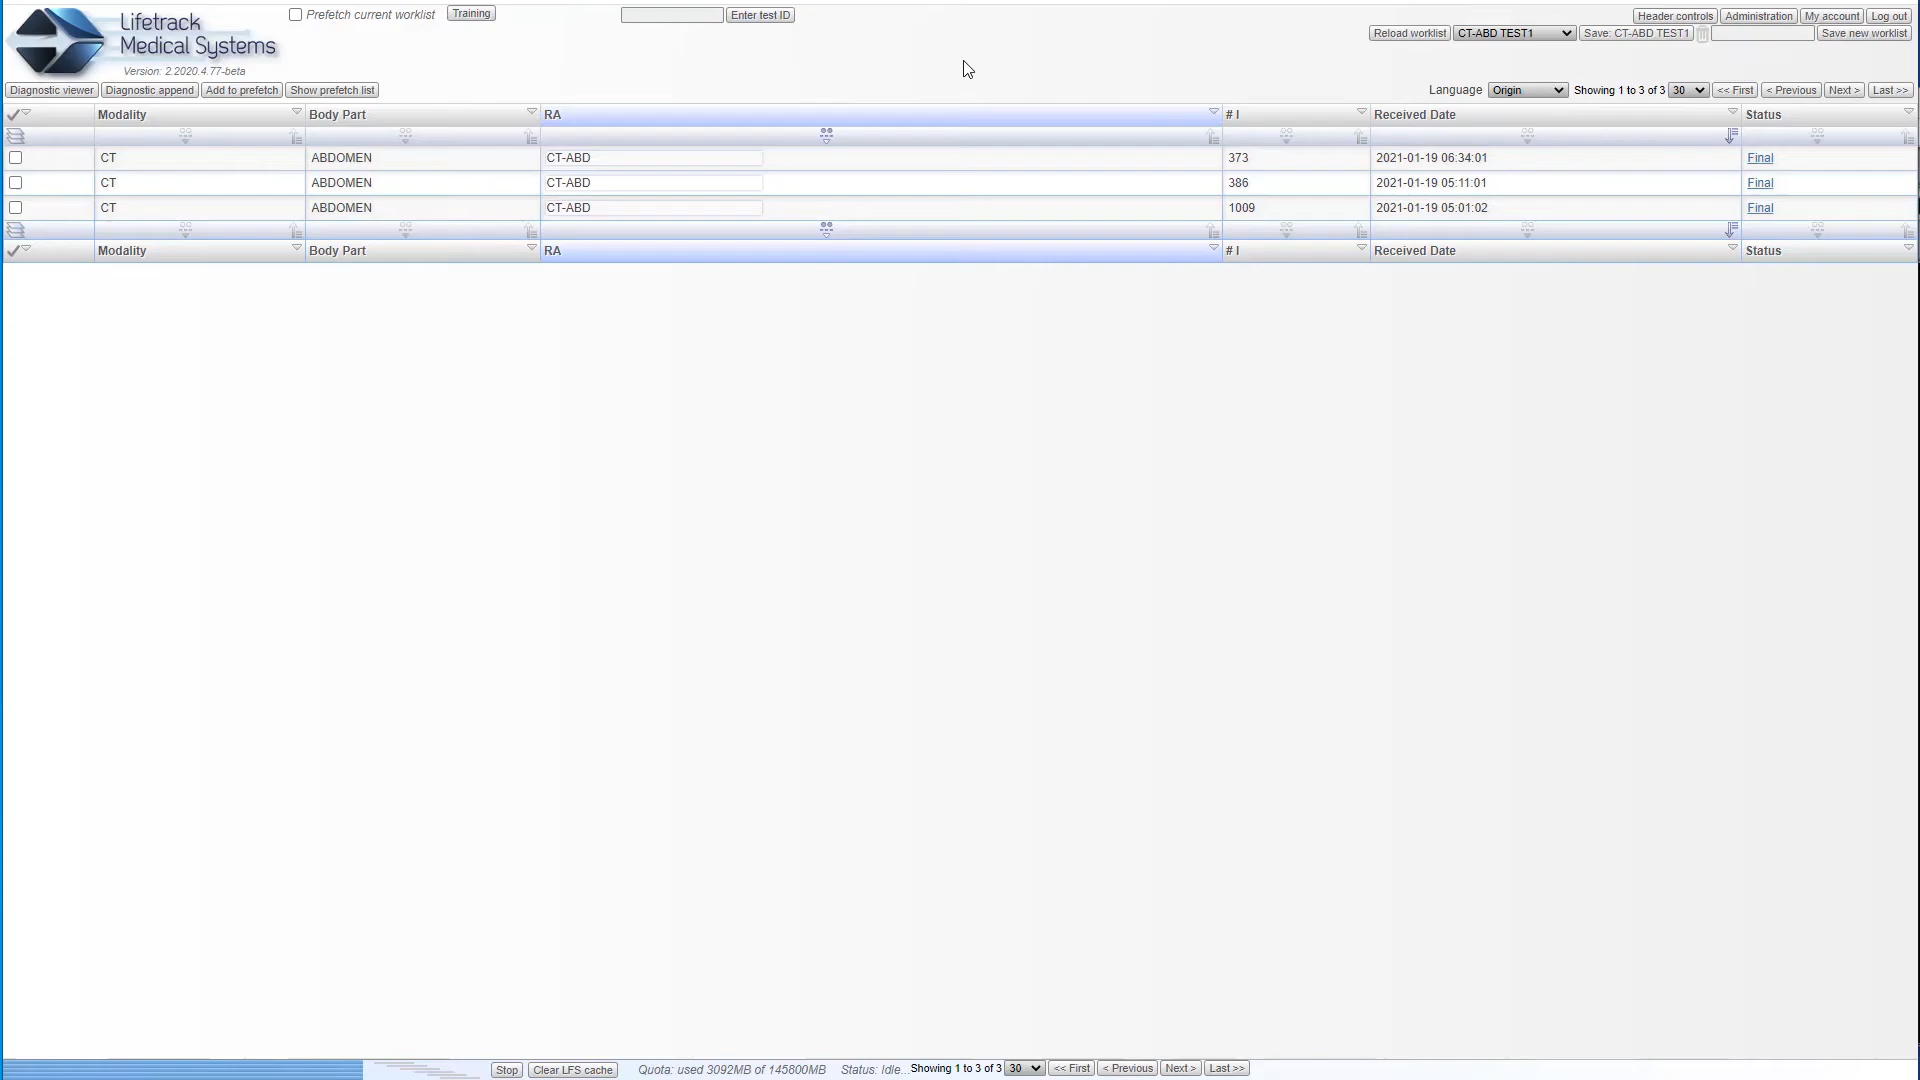 Lifetrack
Medical Systems
Version: 2.2020.4.77-beta
Prefetch current worklist Training Enter test ID Header controls Administration My account Log out
Reload worklist CT-ABD TEST1 Save: CT-ABD TEST1 Save new worklist
Diagnostic viewer Diagnostic append Add to prefetch Show prefetch list Language Origin Showing 1 to 3 of 3 30 << First < Previous Next > Last >>
Modality Body Part RA # I Received Date Status
CT ABDOMEN CT-ABD 373 2021-01-19 06:34:01 Final
CT ABDOMEN CT-ABD 386 2021-01-19 05:11:01 Final
CT ABDOMEN CT-ABD 1009 2021-01-19 05:01:02 Final
Modality Body Part RA # I Received Date Status
Stop Clear LFS cache Quota: used 3092MB of 145800MB Status: Idle... Showing 1 to 3 of 3 30 << First < Previous Next > Last >>